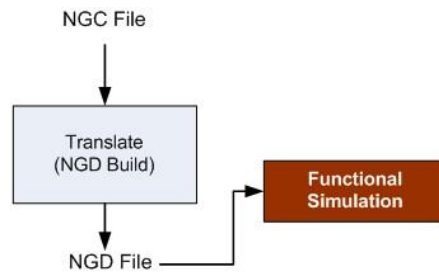 NGC File
Translate
(NGD Build)
Functional
Simulation
NGD File